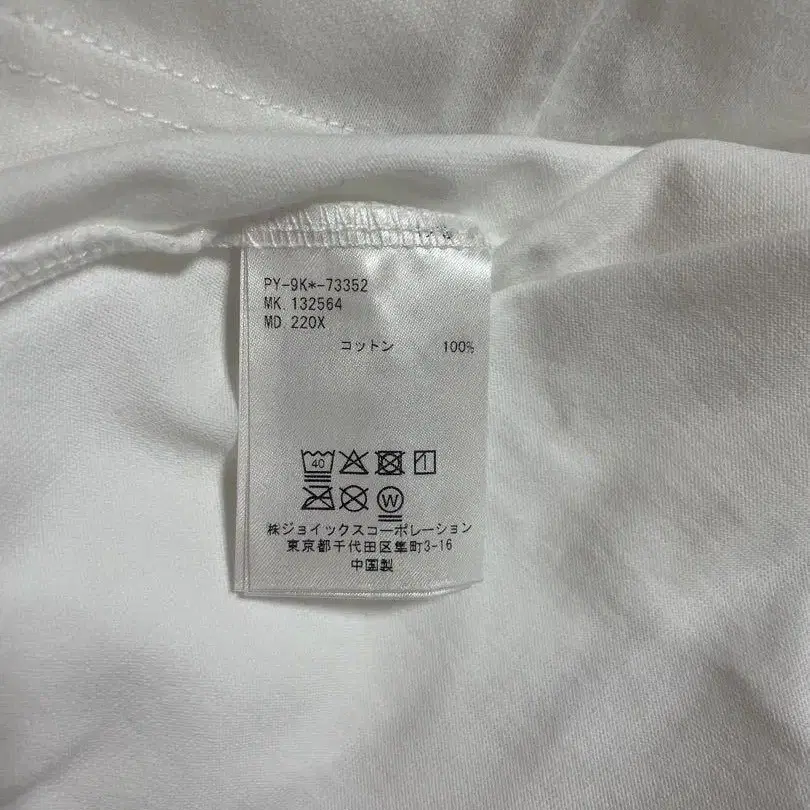 PY-9K*-73352
MK.132564
MD.220X
コットン 100%
40
W
株ジョイックスコーポレーション
東京都千代田区隼町3-16
中国製